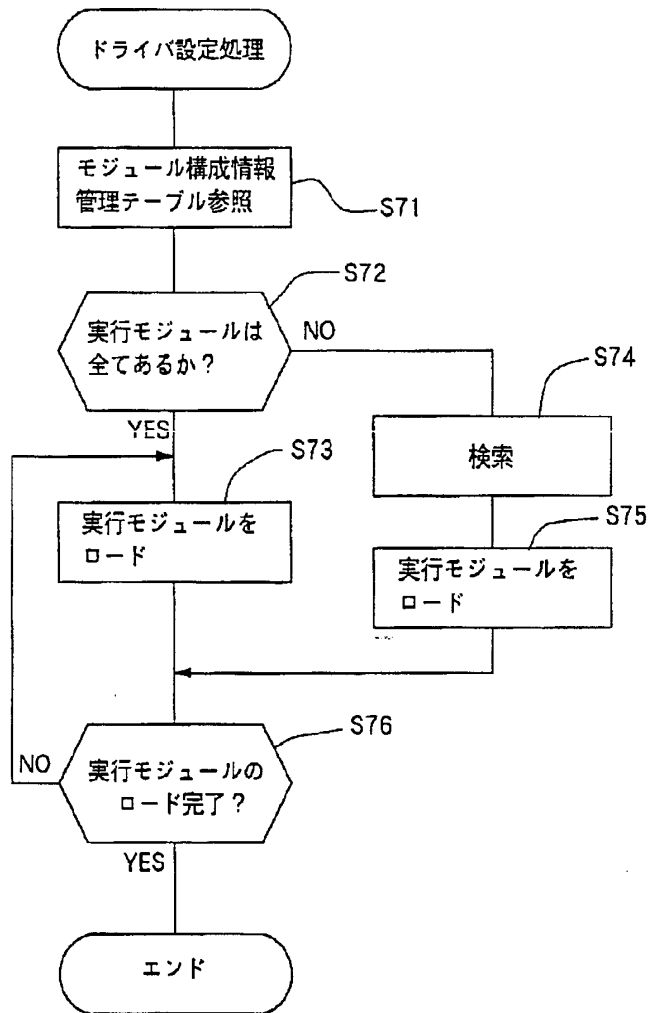 ドライバ設定処理
モジュール構成情報
管理テーブル参照
S71
S72
実行モジュールは
全てあるか？
NO
YES
S74
検索
S73
実行モジュールを
ロード
S75
実行モジュールを
ロード
S76
実行モジュールの
ロード完了？
NO
YES
エンド